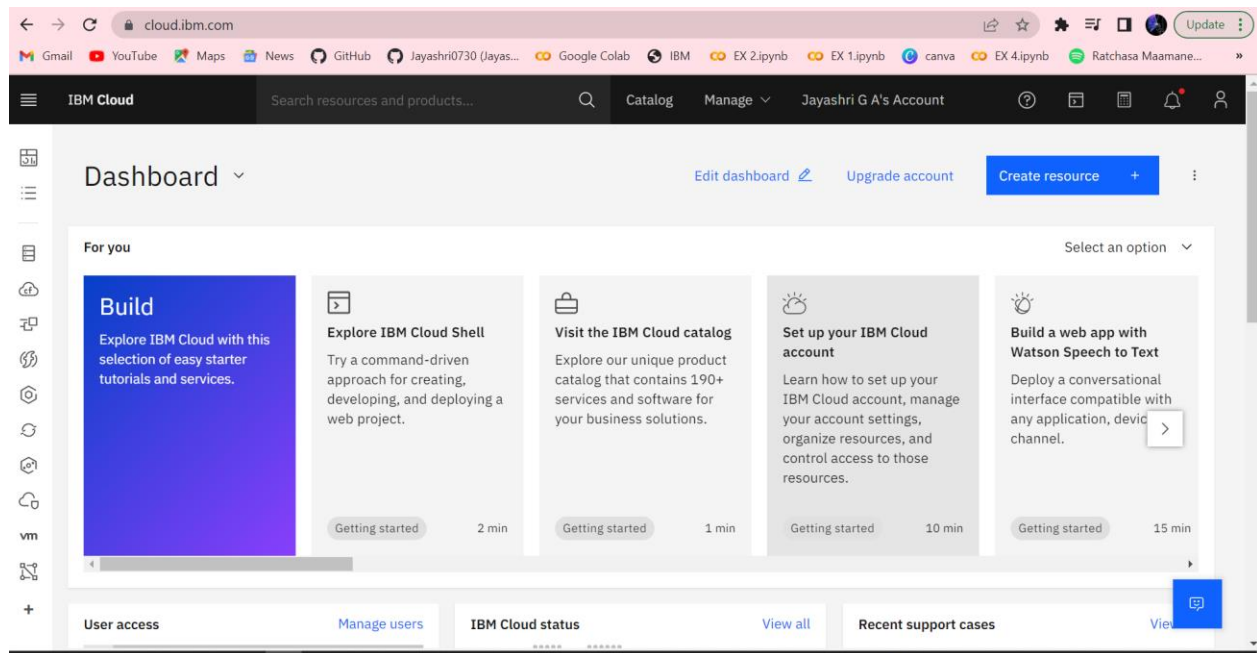 cloud.ibm.com
Update
Gmail YouTube Maps News GitHub Jayashri0730 (Jayas... Google Colab IBM EX 2.ipynb EX 1.ipynb canva EX 4.ipynb Ratchasa Maamane... »
IBM Cloud Search resources and products... Catalog Manage Jayashri G A's Account
Dashboard
Edit dashboard Upgrade account Create resource +
For you
Select an option
Build
Explore IBM Cloud with this
selection of easy starter
tutorials and services.
Explore IBM Cloud Shell
Try a command-driven
approach for creating,
developing, and deploying a
web project.
Getting started 2 min
Visit the IBM Cloud catalog
Explore our unique product
catalog that contains 190+
services and software for
your business solutions.
Getting started 1 min
Set up your IBM Cloud
account
Learn how to set up your
IBM Cloud account, manage
your account settings,
organize resources, and
control access to those
resources.
Getting started 10 min
Build a web app with
Watson Speech to Text
Deploy a conversational
interface compatible with
any application,
channel.
Getting started 15 min
vm
User access Manage users
IBM Cloud status View all
Recent support cases